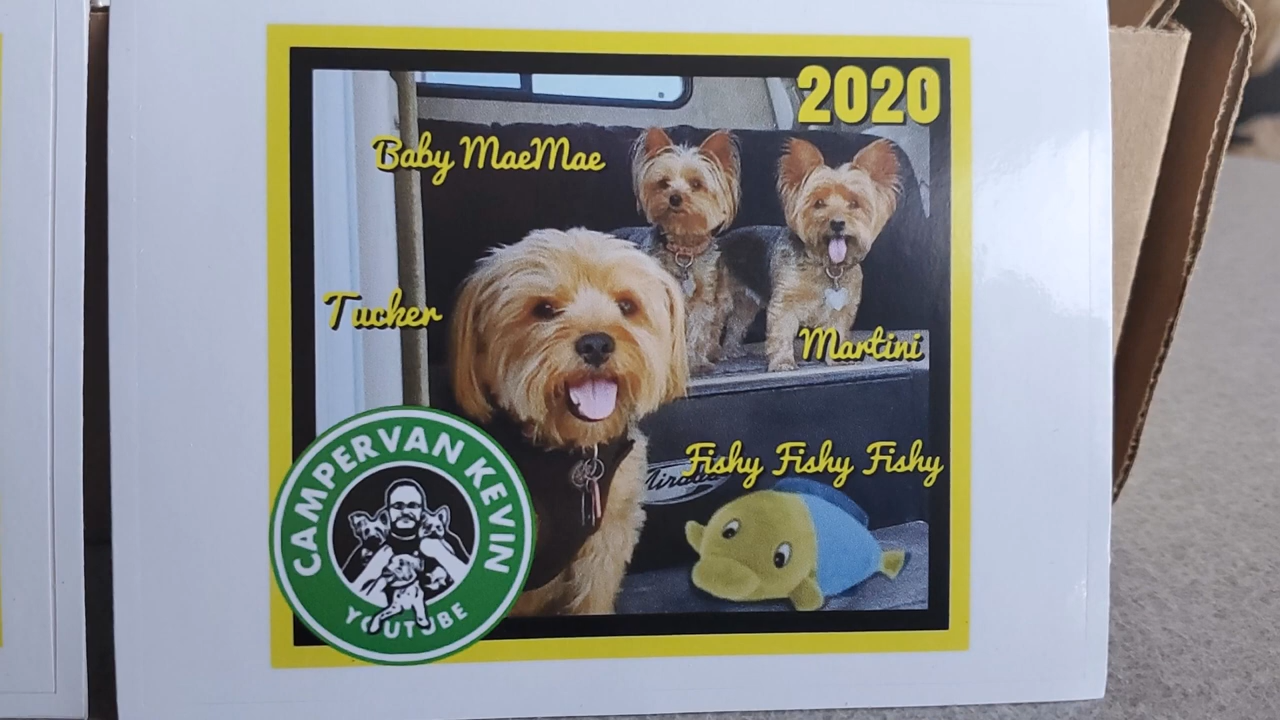 2020
Baby MaeMae
Tucker
Martini
Fishy Fishy Fishy
CAMPERVAN KEVIN
YOUTUBE